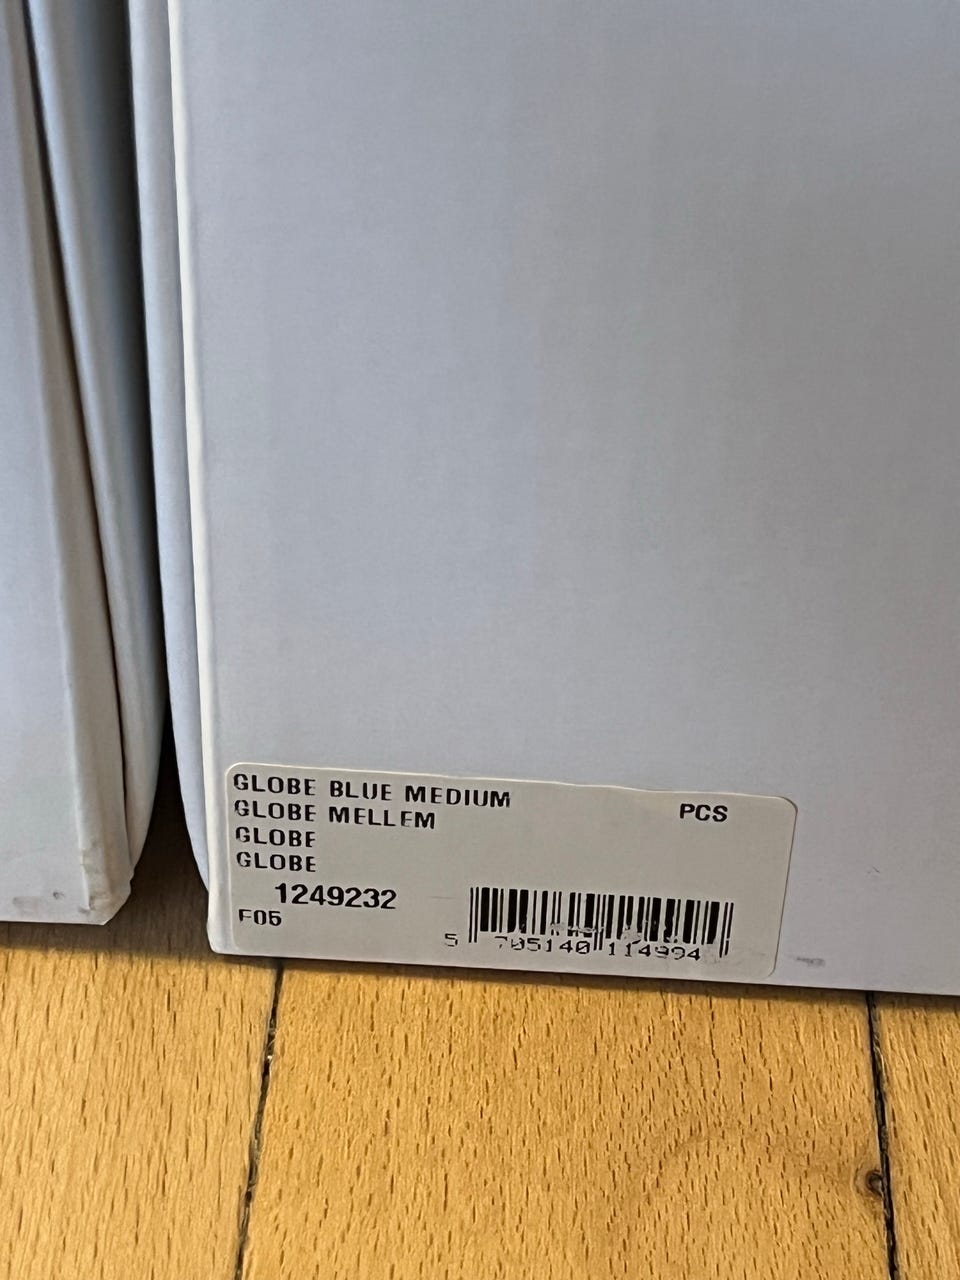 GLOBE BLUE MEDIUM
PCS
GLOBE MELLEM
GLOBE
GLOBE
1249232
F05
5 705140 114994